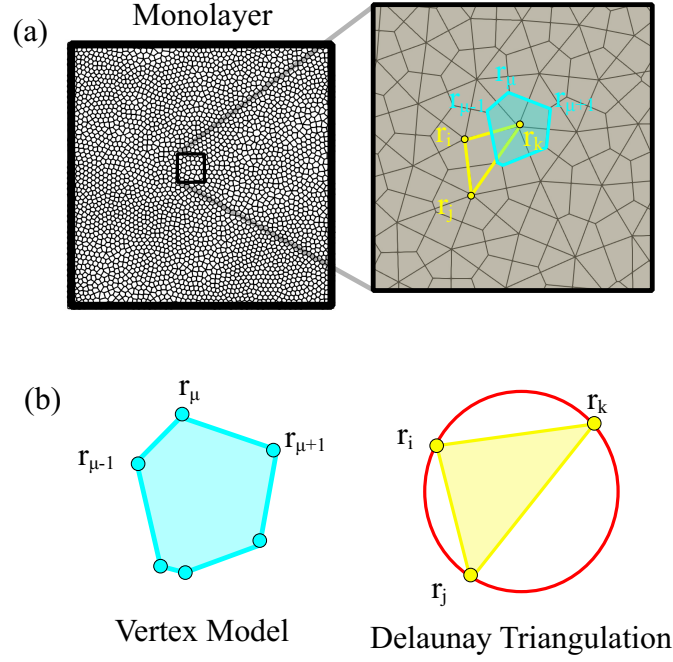 (a)
Monolayer
r_μ
r_μ-1
r_μ+1
r_i
r_k
r_j
(b)
r_μ
r_μ-1
r_μ+1
r_k
r_i
r_j
Vertex Model
Delaunay Triangulation